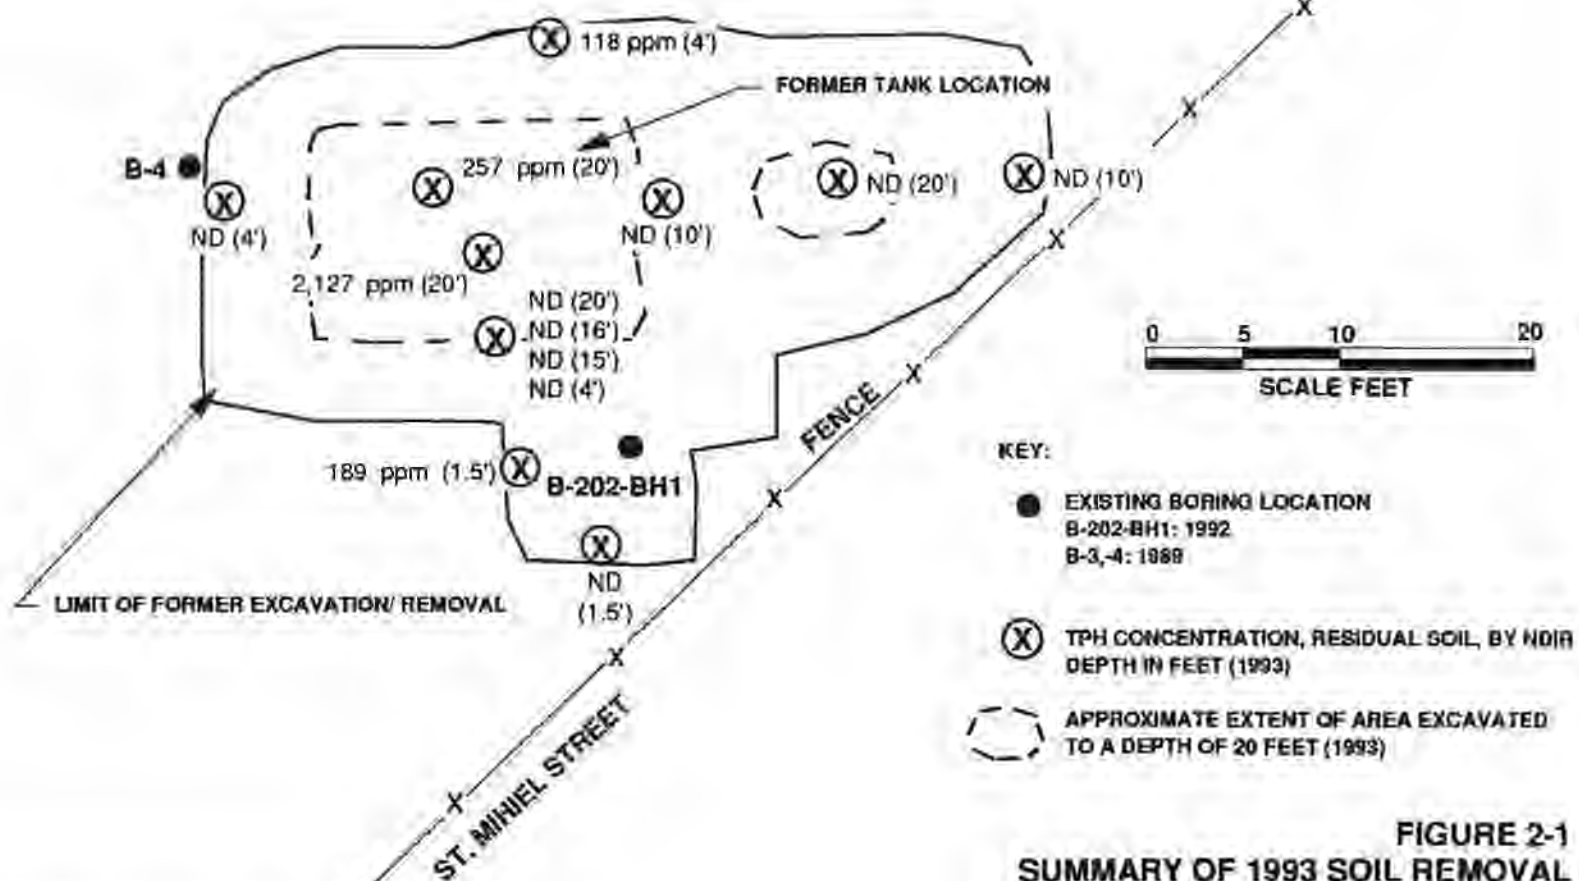 118 ppm (4')
FORMER TANK LOCATION
B-4
257 ppm (20')
ND (20')
ND (10')
ND (4')
ND (10')
2,127 ppm (20')
ND (20')
ND (16')
ND (15')
ND (4')
0 5 10 20
SCALE FEET
FENCE
189 ppm (1.5')
B-202-BH1
KEY:
EXISTING BORING LOCATION
B-202-BH1: 1992
B-3,-4: 1989
ND
(1.5')
LIMIT OF FORMER EXCAVATION/ REMOVAL
X TPH CONCENTRATION, RESIDUAL SOIL, BY NDIR
DEPTH IN FEET (1993)
APPROXIMATE EXTENT OF AREA EXCAVATED
TO A DEPTH OF 20 FEET (1993)
ST. MIHIEL STREET
FIGURE 2-1
SUMMARY OF 1993 SOIL REMOVAL